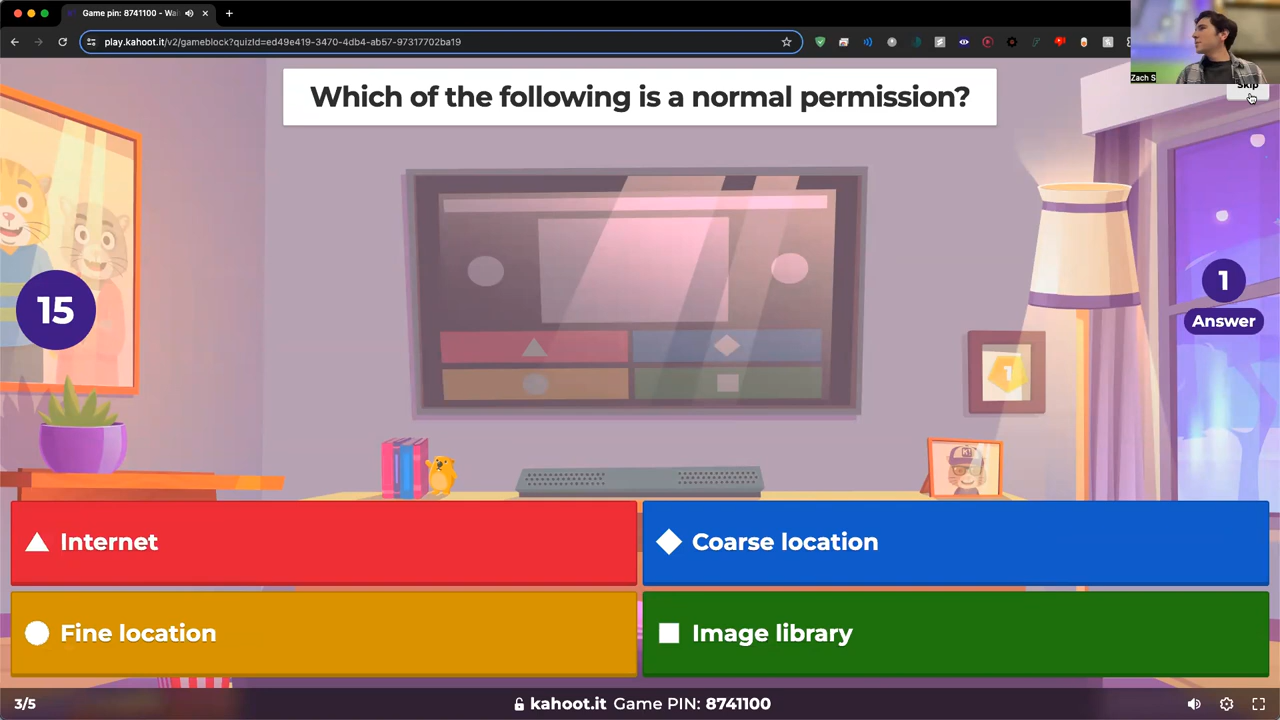 Game pin: 8741100 - Wai
play.kahoot.it/v2/gameblock?quizId=ed49e419-3470-4db4-ab57-97317702ba19
Zach S
Skip
Which of the following is a normal permission?
15
1
Answer
1
Internet
Coarse location
Fine location
Image library
3/5
kahoot.it Game PIN: 8741100